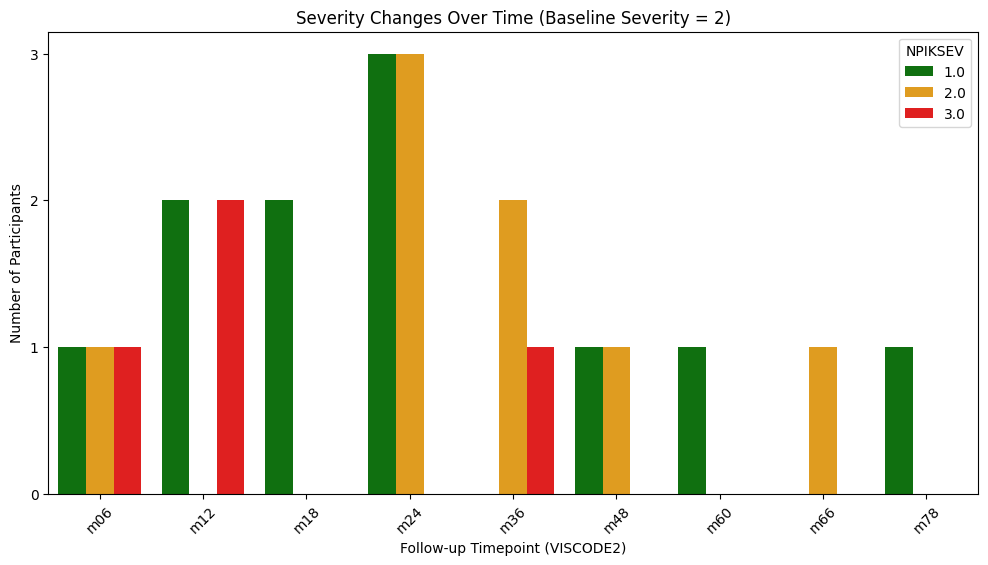 Severity Changes Over Time (Baseline Severity = 2)
NPIKSEV
1.0
2.0
3.0
Number of Participants
3
2
1
0
m06
m12
m18
m24
m36
m48
m60
m66
m78
Follow-up Timepoint (VISCODE2)